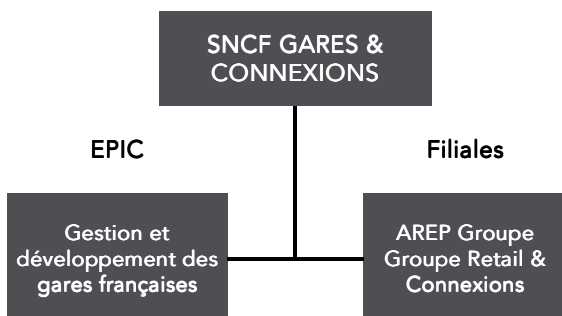 SNCF GARES &
CONNEXIONS
EPIC
Filiales
Gestion et
développement des
gares françaises
AREP Groupe
Groupe Retail &
Connexions